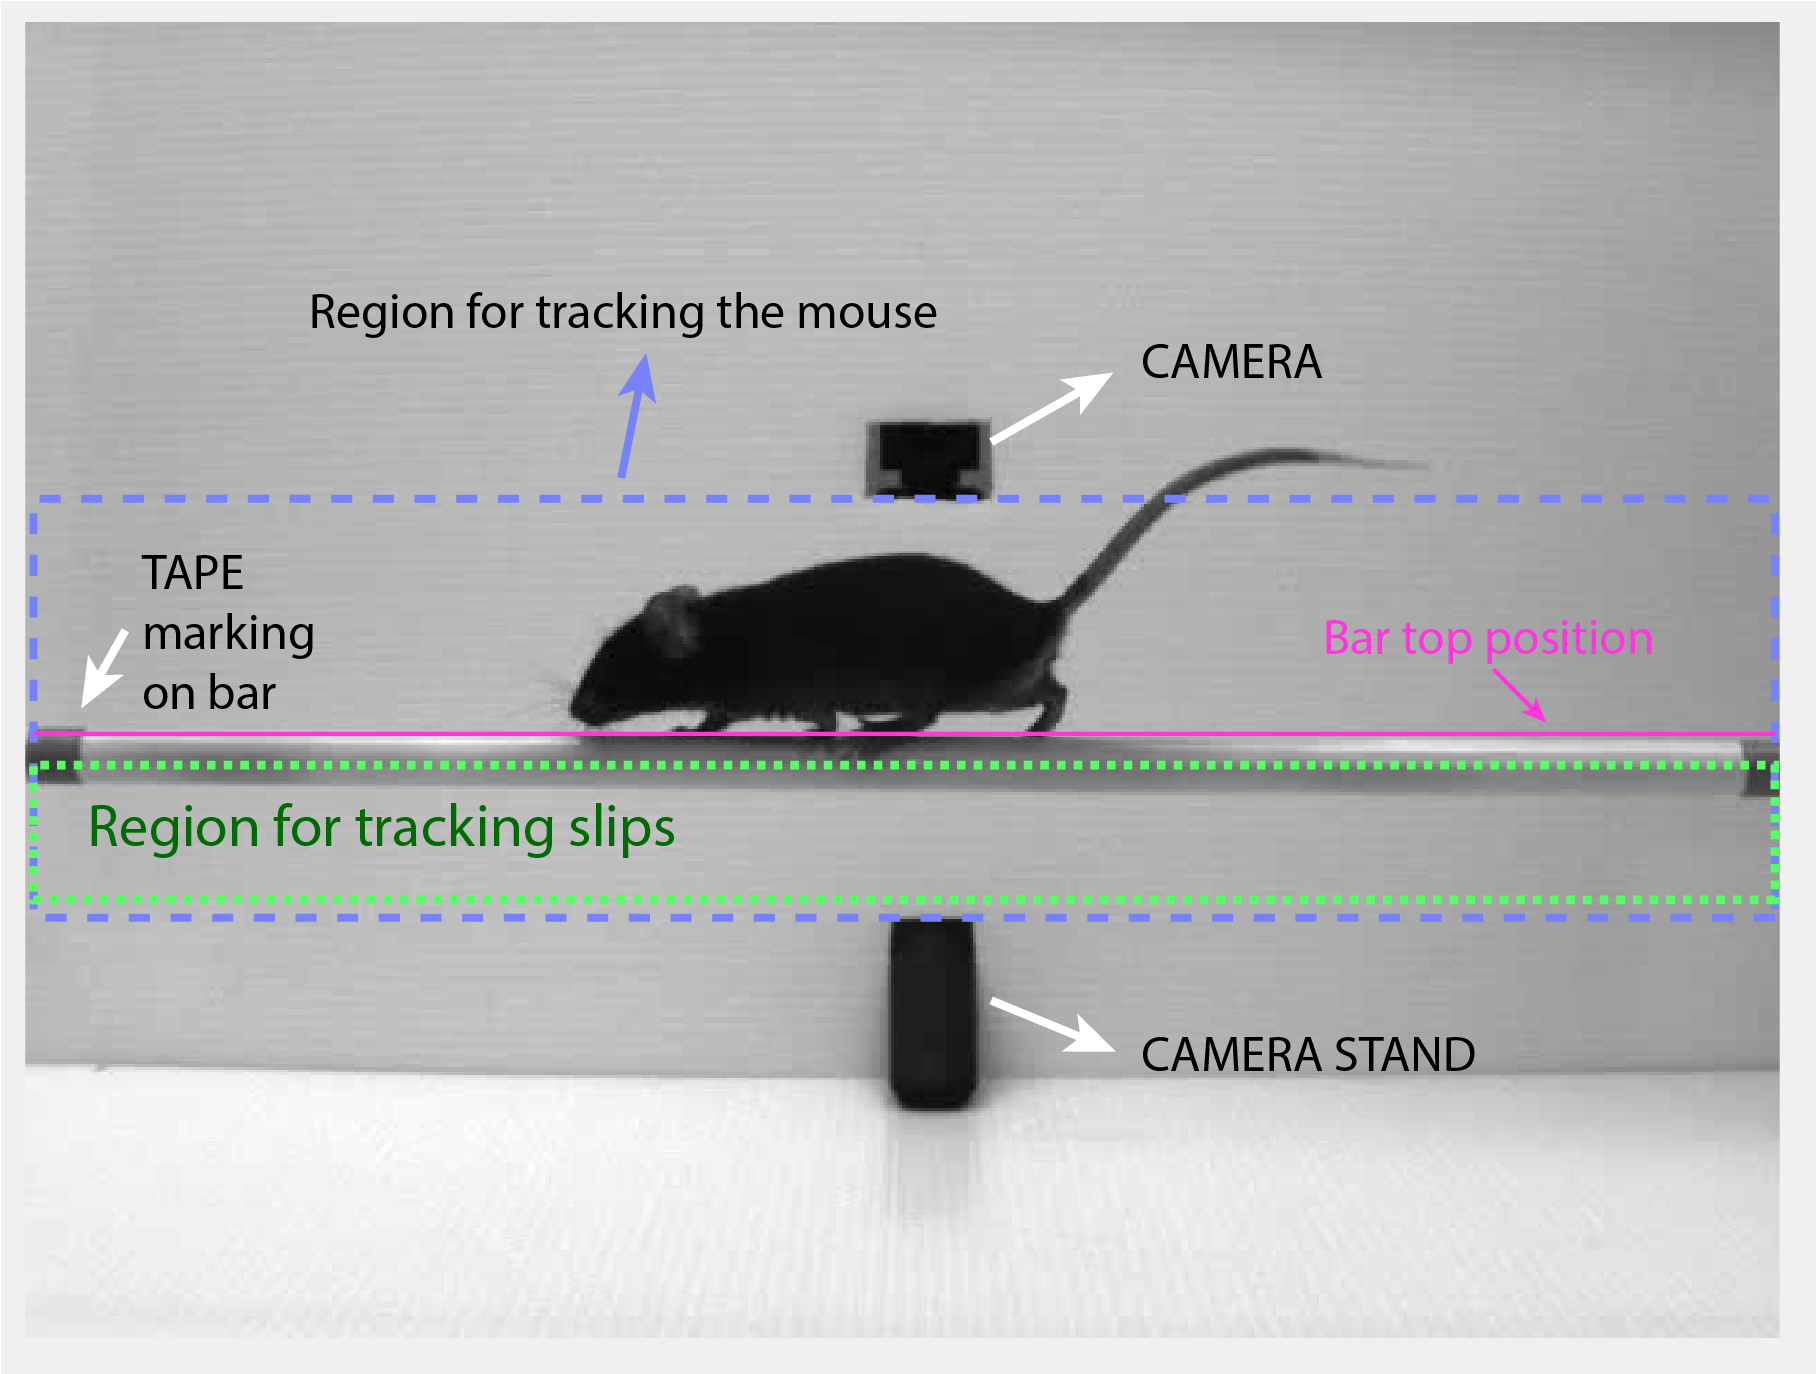 Region for tracking the mouse
CAMERA
TAPE
marking
on bar
Bar top position
Region for tracking slips
CAMERA STAND